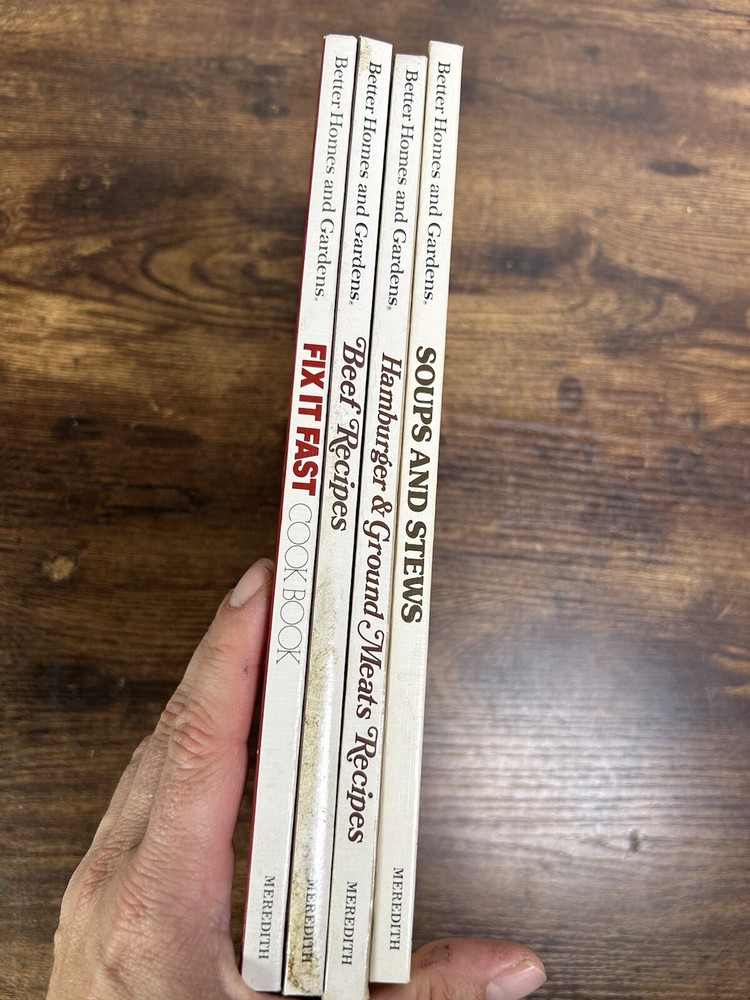 Better Homes and Gardens® FIX IT FAST COOK BOOK MEREDITH
Better Homes and Gardens® Beef Recipes MEREDITH
Better Homes and Gardens® Hamburger & Ground Meats Recipes MEREDITH
Better Homes and Gardens® SOUPS AND STEWS MEREDITH